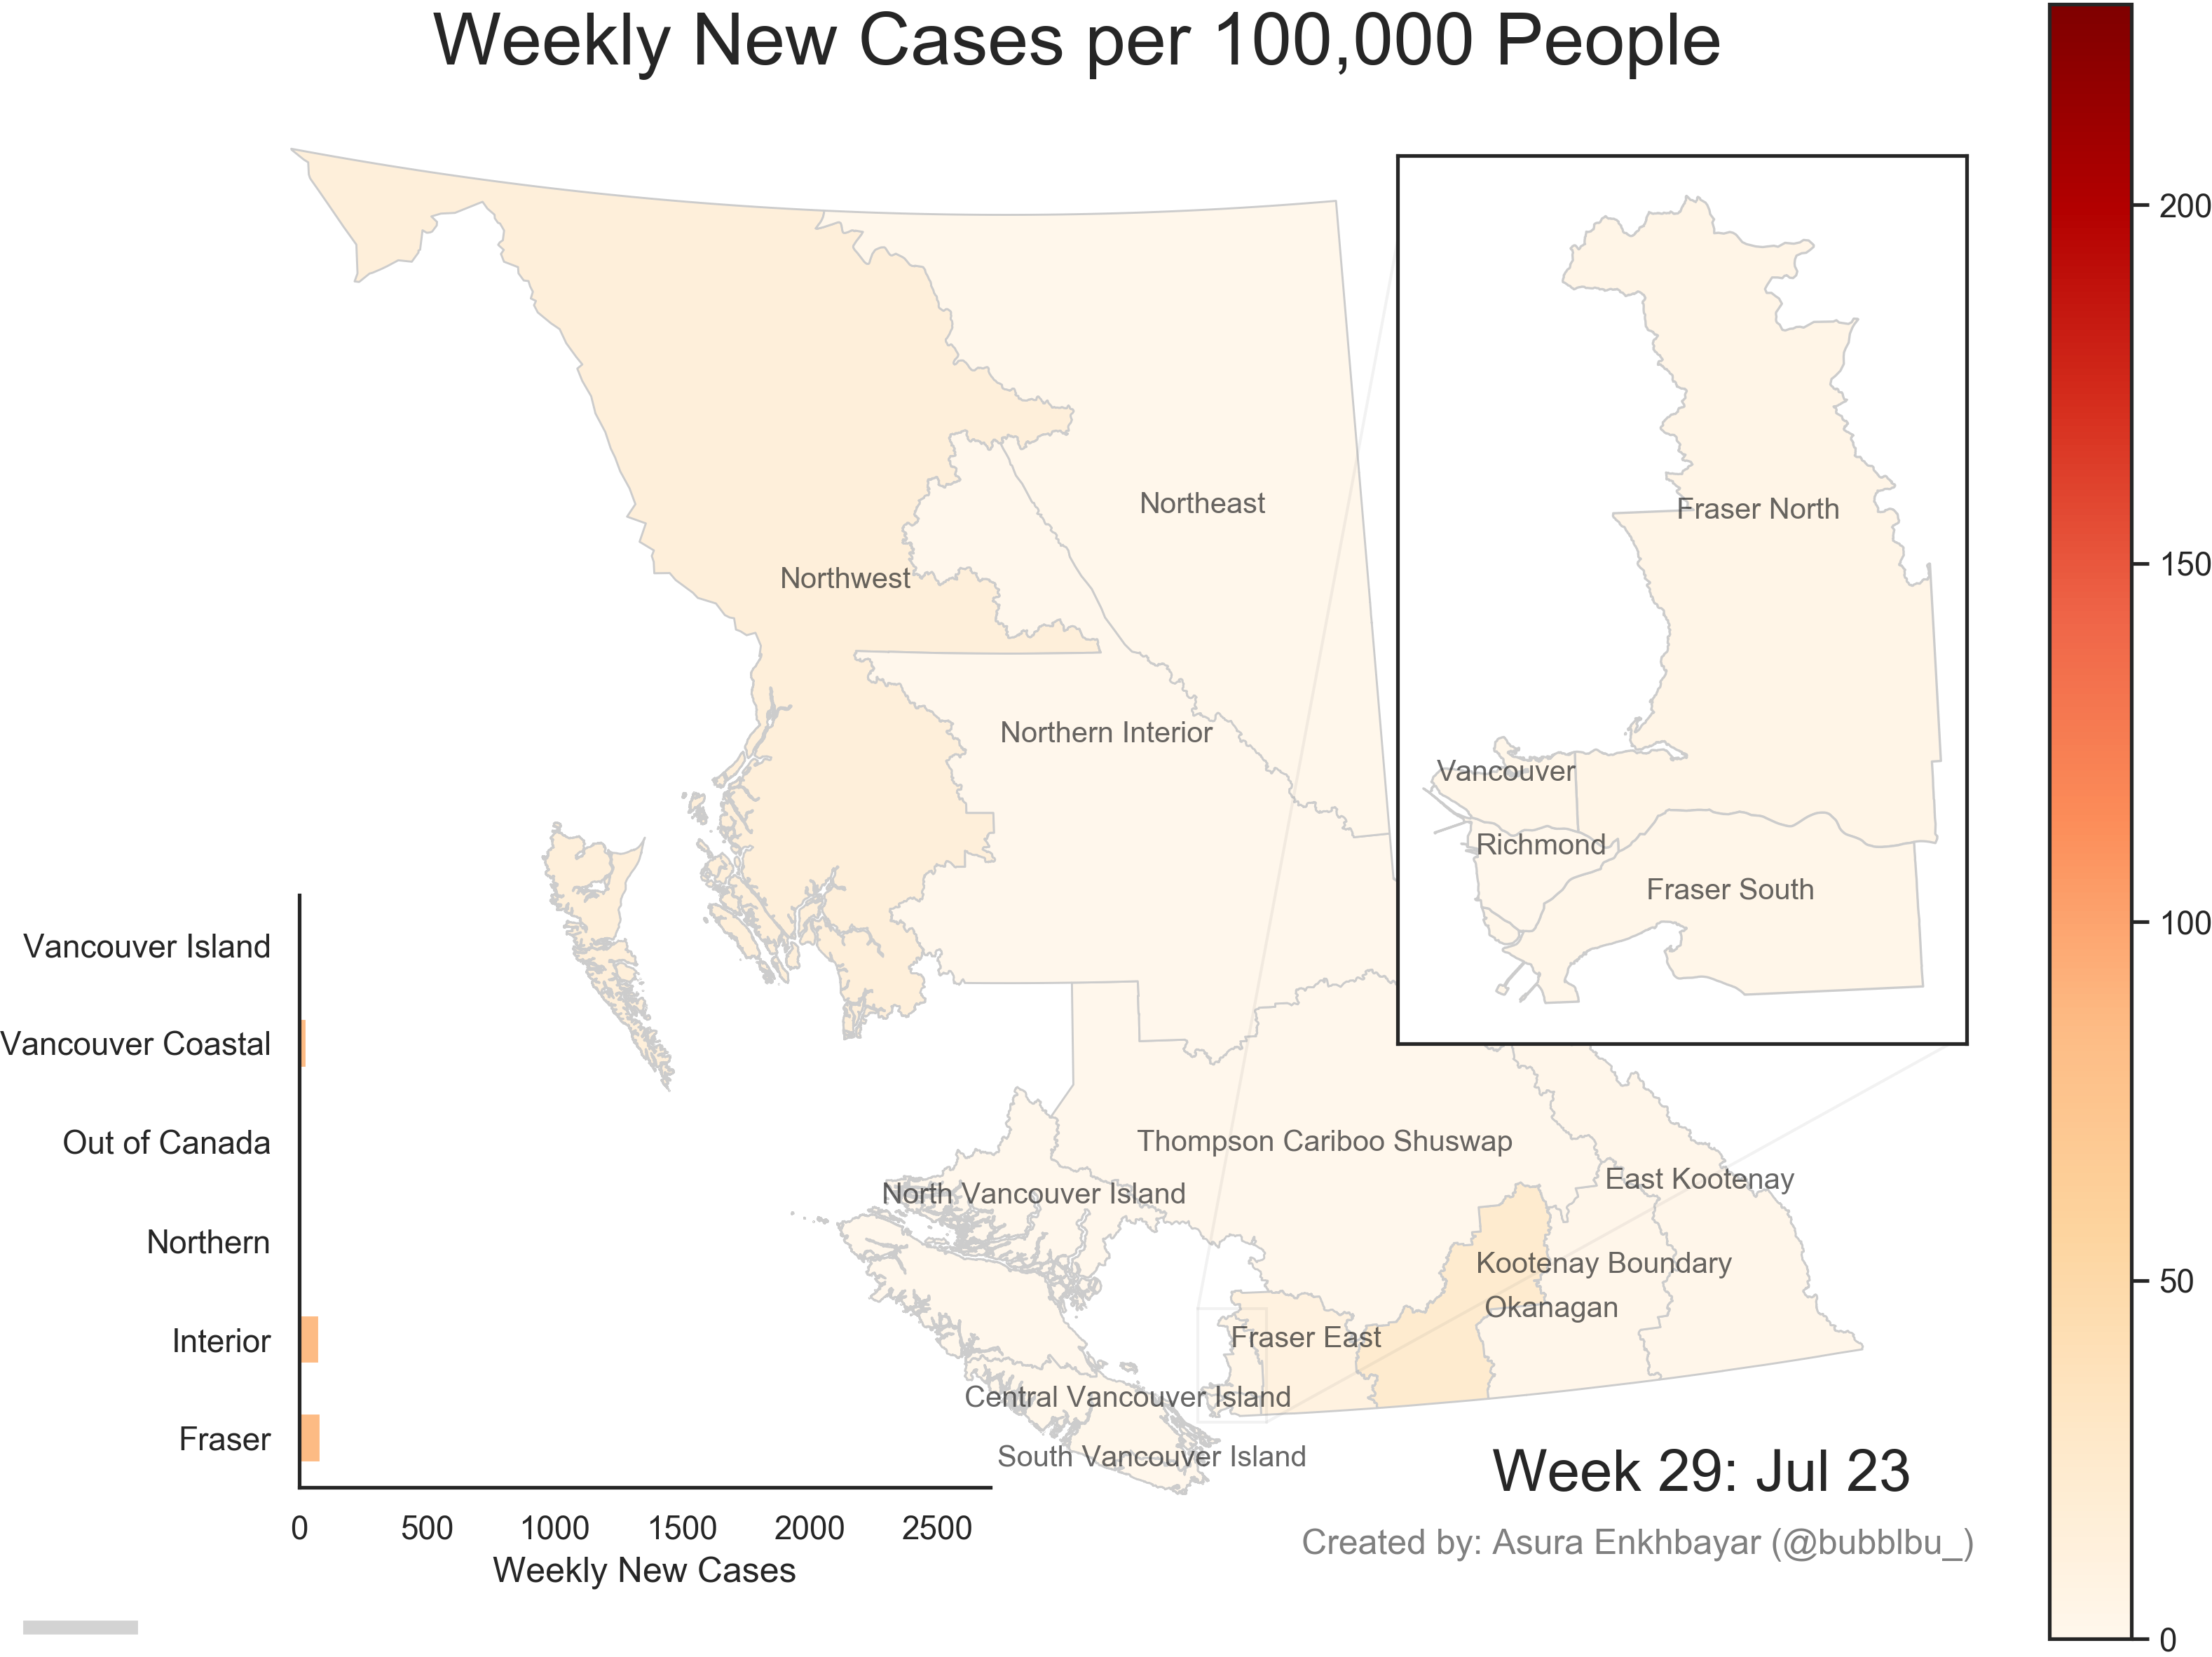 Weekly New Cases per 100,000 People
Northeast
Northwest
Northern Interior
Thompson Cariboo Shuswap
North Vancouver Island
East Kootenay
Kootenay Boundary
Okanagan
Fraser East
Central Vancouver Island
South Vancouver Island
Fraser North
Vancouver
Richmond
Fraser South
200
150
100
50
0
Vancouver Island
Vancouver Coastal
Out of Canada
Northern
Interior
Fraser
0 500 1000 1500 2000 2500
Weekly New Cases
Week 29: Jul 23
Created by: Asura Enkhbayar (@bubblbu_)